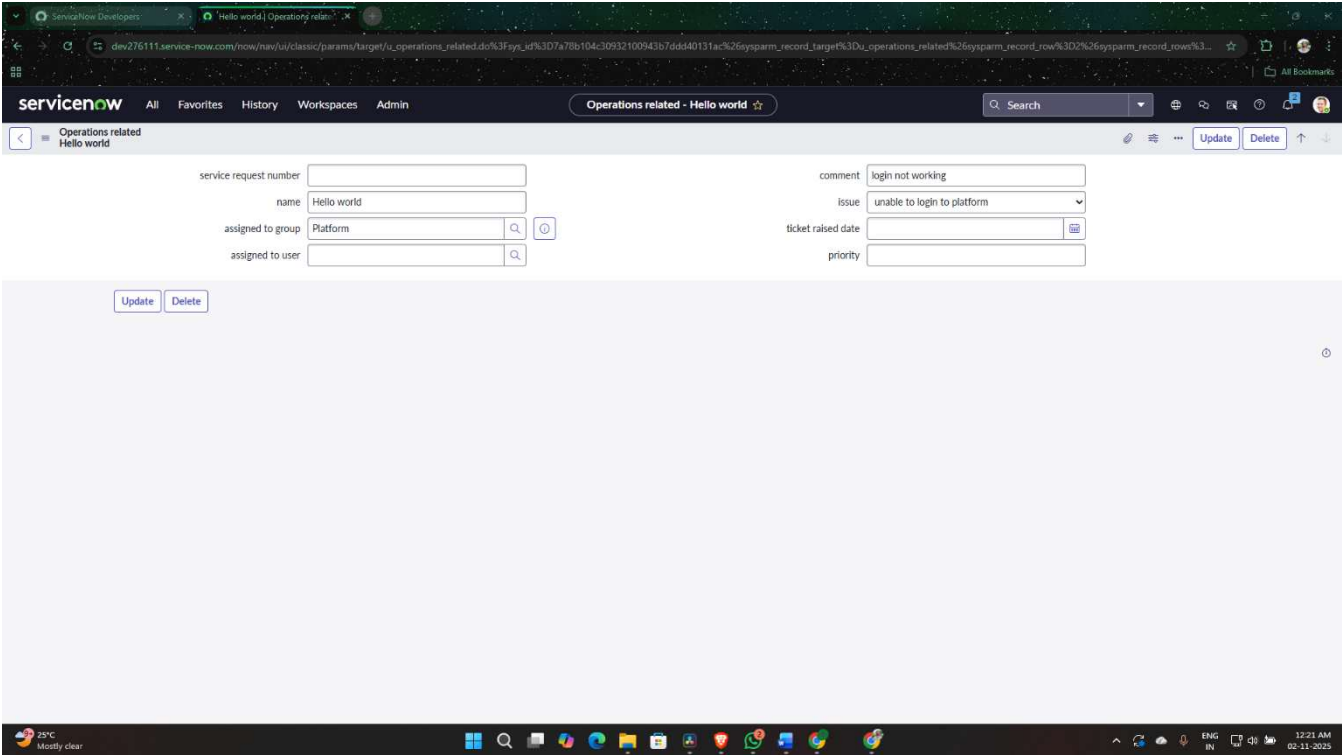 ServiceNow Developers
Hello world | Operations relate
dev276111.service-now.com/now/nav/ui/classic/params/target/u_operations_related.do%3Fsys_id%3D7a78b104c30932100943b7ddd40131ac%26sysparm_record_target%3Du_operations_related%26sysparm_record_row%3D2%26sysparm_record_rows%3...
All Bookmarks
servicenow All Favorites History Workspaces Admin Operations related - Hello world Search 2
Operations related
Hello world
Update Delete
service request number
comment login not working
name Hello world
issue unable to login to platform
assigned to group Platform
ticket raised date
assigned to user
priority
Update Delete
25°C
Mostly clear
ENG
IN
12:21 AM
02-11-2025